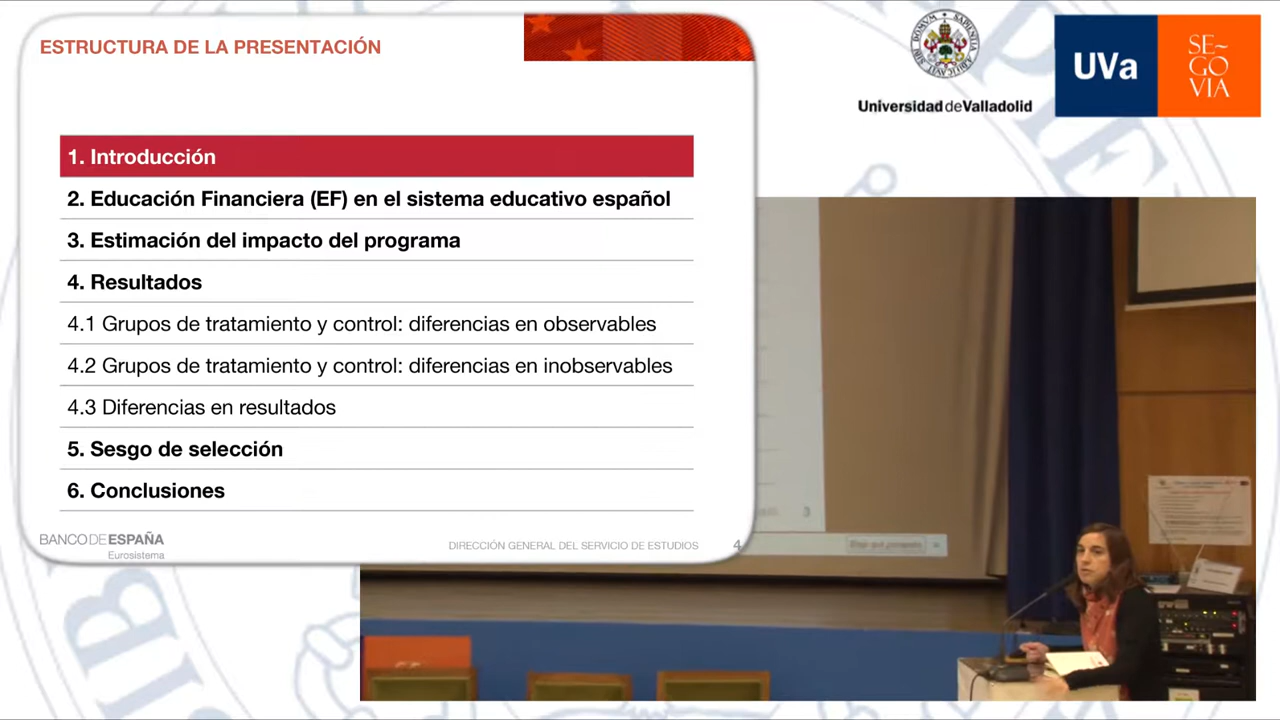 ESTRUCTURA DE LA PRESENTACIÓN
1. Introducción
2. Educación Financiera (EF) en el sistema educativo español
3. Estimación del impacto del programa
4. Resultados
4.1 Grupos de tratamiento y control: diferencias en observables
4.2 Grupos de tratamiento y control: diferencias en inobservables
4.3 Diferencias en resultados
5. Sesgo de selección
6. Conclusiones
BANCO DE ESPAÑA
Eurosistema
DIRECCIÓN GENERAL DEL SERVICIO DE ESTUDIOS
4
Universidad de Valladolid
UVa
SE~
GO
VIA
3